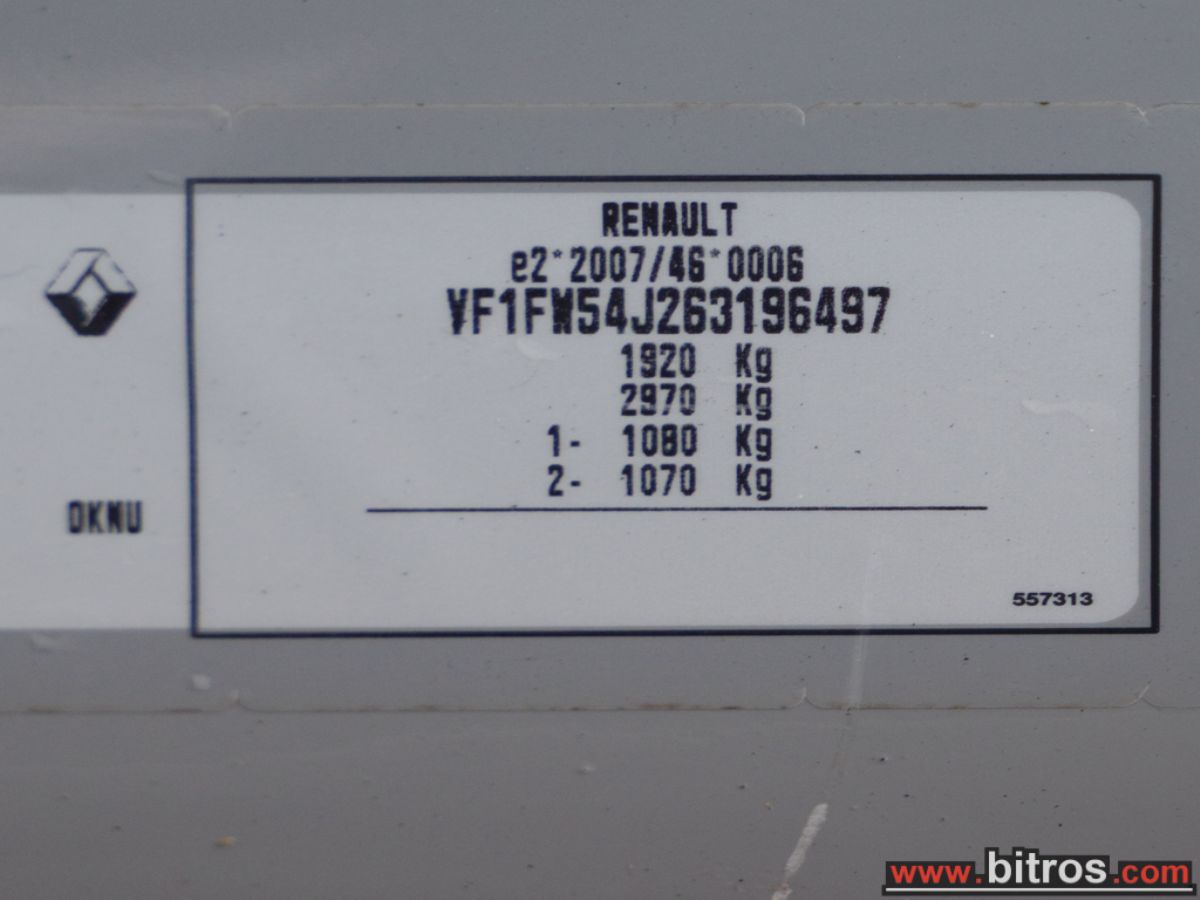 RENAULT
e2*2007/46*0006
VF1FW54J263196497
1920 Kg
2970 Kg
1- 1080 Kg
2- 1070 Kg
OKNU
557313
www.bitros.com